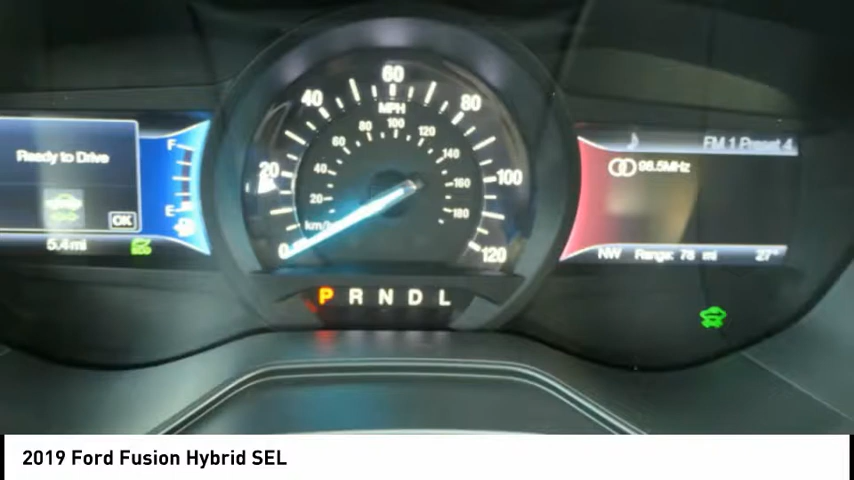 Ready to Drive
OK
5.4mi
F
E
MPH
0 20 40 60 80 100 120
20 40 60 80 100 120 140 160 180
P R N D L
FM 1 Preset 4
98.5MHz
NW Range: 78 mi 27°
2019 Ford Fusion Hybrid SEL